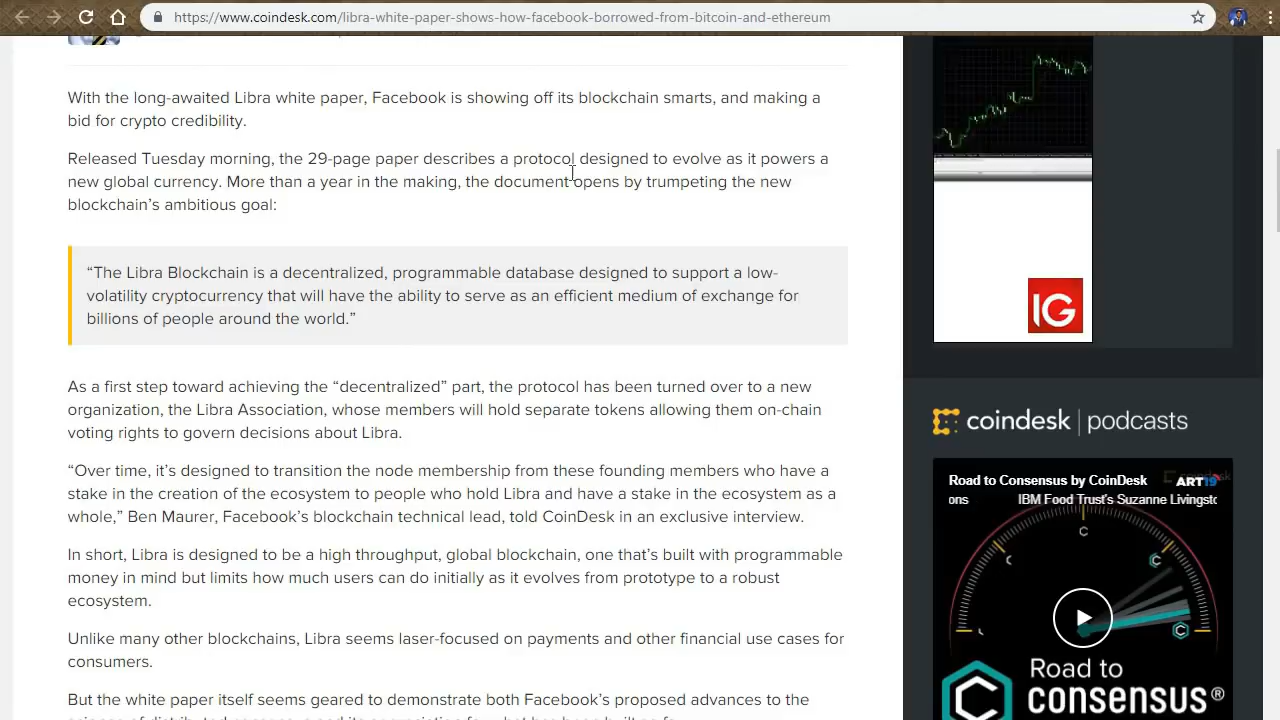 https://www.coindesk.com/libra-white-paper-shows-how-facebook-borrowed-from-bitcoin-and-ethereum
With the long-awaited Libra white paper, Facebook is showing off its blockchain smarts, and making a
bid for crypto credibility.
Released Tuesday morning, the 29-page paper describes a protocol designed to evolve as it powers a
new global currency. More than a year in the making, the document opens by trumpeting the new
blockchain’s ambitious goal:
“The Libra Blockchain is a decentralized, programmable database designed to support a low-
volatility cryptocurrency that will have the ability to serve as an efficient medium of exchange for
billions of people around the world.”
As a first step toward achieving the “decentralized” part, the protocol has been turned over to a new
organization, the Libra Association, whose members will hold separate tokens allowing them on-chain
voting rights to govern decisions about Libra.
“Over time, it’s designed to transition the node membership from these founding members who have a
stake in the creation of the ecosystem to people who hold Libra and have a stake in the ecosystem as a
whole,” Ben Maurer, Facebook’s blockchain technical lead, told CoinDesk in an exclusive interview.
In short, Libra is designed to be a high throughput, global blockchain, one that’s built with programmable
money in mind but limits how much users can do initially as it evolves from prototype to a robust
ecosystem.
Unlike many other blockchains, Libra seems laser-focused on payments and other financial use cases for
consumers.
But the white paper itself seems geared to demonstrate both Facebook’s proposed advances to the
IG
coindesk | podcasts
Road to Consensus by CoinDesk
ART19
ons IBM Food Trust's Suzanne Livingsto
Road to
consensus®